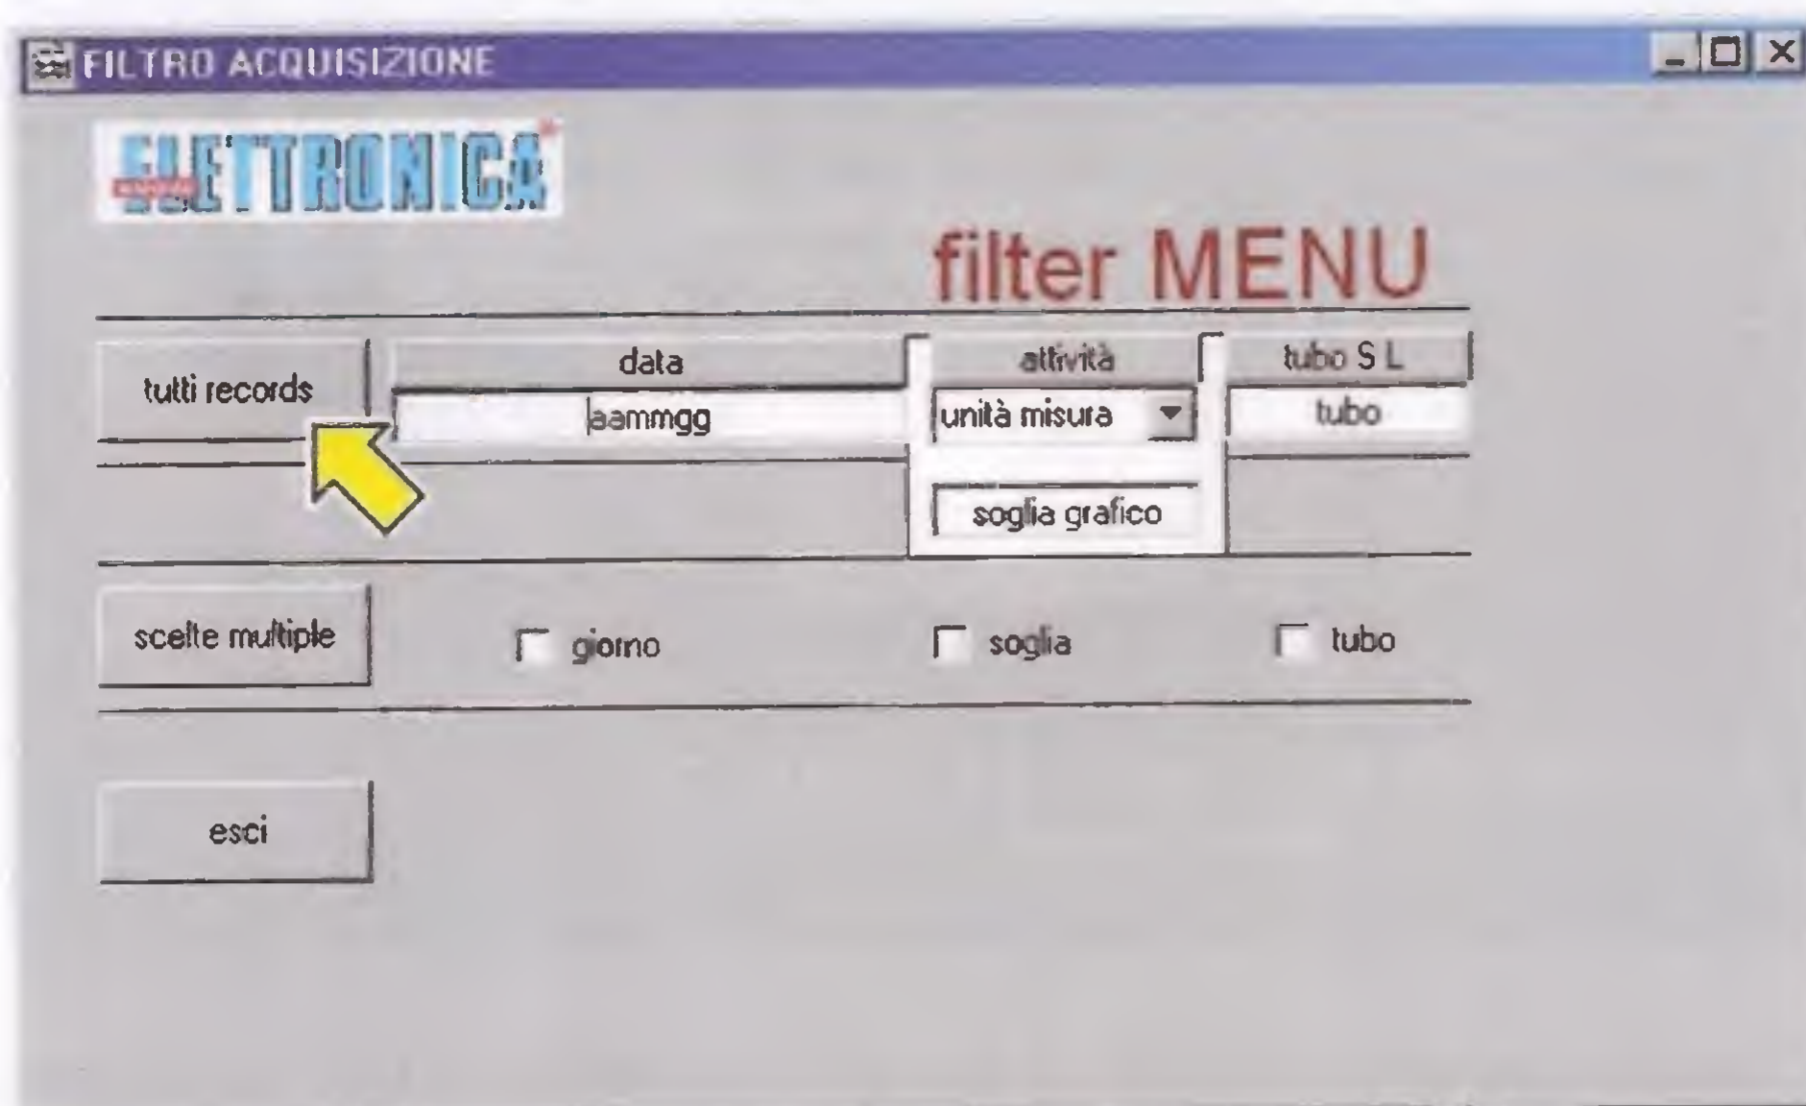 FILTRO ACQUISIZIONE
ELETTRONICA
filter MENU
tutti records
data
attività
tubo S L
aammgg
unità misura
tubo
soglia grafico
scelte multiple
giorno
soglia
tubo
esci